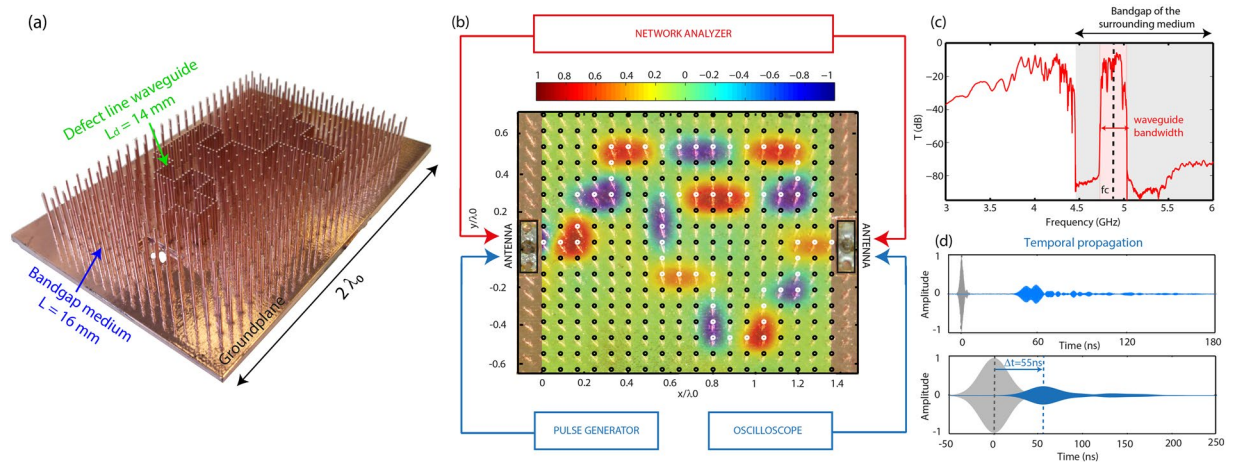 (a)
Defect line waveguide
Ld = 14 mm
Bandgap medium
L = 16 mm
Groundplane
2 λ0
(b)
NETWORK ANALYZER
1 0.8 0.6 0.4 0.2 0 −0.2 −0.4 −0.6 −0.8 −1
0.6
0.4
0.2
0
-0.2
-0.4
-0.6
y/λ0
ANTENNA
ANTENNA
0 0.2 0.4 0.6 0.8 1 1.2 1.4
x/λ0
PULSE GENERATOR
OSCILLOSCOPE
(c)
Bandgap of the
surrounding medium
0
−20
−40
−60
−80
T (dB)
waveguide
bandwidth
fc
3 3.5 4 4.5 5 5.5 6
Frequency (GHz)
(d)
Temporal propagation
1
0
-1
Amplitude
0 60 120 180
Time (ns)
1
0
-1
Amplitude
Δt=55ns
-50 0 50 100 150 200 250
Time (ns)